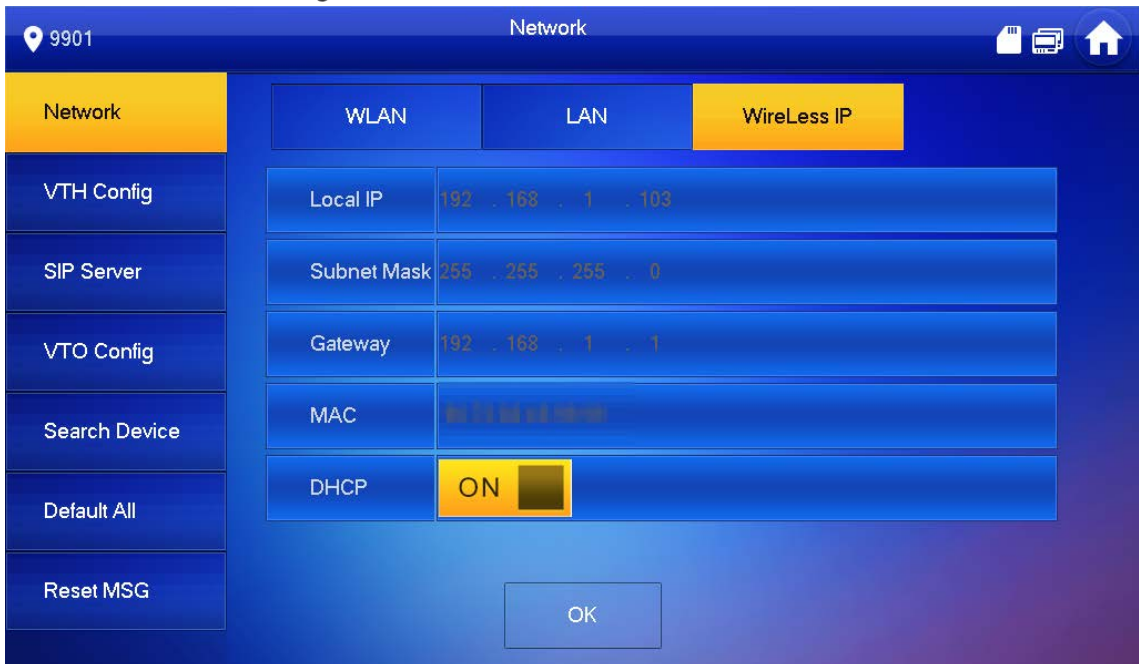 Network
9901
Network
WLAN
LAN
WireLess IP
VTH Config
SIP Server
VTO Config
Search Device
Default All
Reset MSG
Local IP 192 . 168 . 1 . 103
Subnet Mask 255 . 255 . 255 . 0
Gateway 192 . 168 . 1 . 1
MAC
DHCP ON
OK